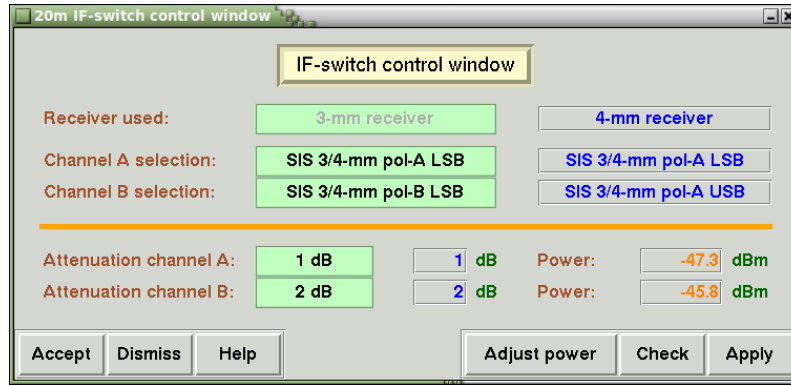 20m IF-switch control window
IF-switch control window
Receiver used: 3-mm receiver 4-mm receiver
Channel A selection: SIS 3/4-mm pol-A LSB SIS 3/4-mm pol-A LSB
Channel B selection: SIS 3/4-mm pol-B LSB SIS 3/4-mm pol-A USB
Attenuation channel A: 1 dB 1 dB Power: -47.3 dBm
Attenuation channel B: 2 dB 2 dB Power: -45.8 dBm
Accept Dismiss Help Adjust power Check Apply